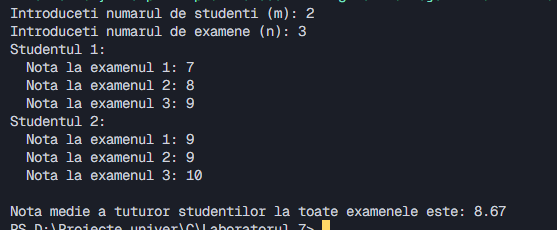 Introduceti numarul de studenti (m): 2
Introduceti numarul de examene (n): 3
Studentul 1:
  Nota la examenul 1: 7
  Nota la examenul 2: 8
  Nota la examenul 3: 9
Studentul 2:
  Nota la examenul 1: 9
  Nota la examenul 2: 9
  Nota la examenul 3: 10
Nota medie a tuturor studentilor la toate examenele este: 8.67
PS D:\Proiecte univer\C\Laboratorul 7>